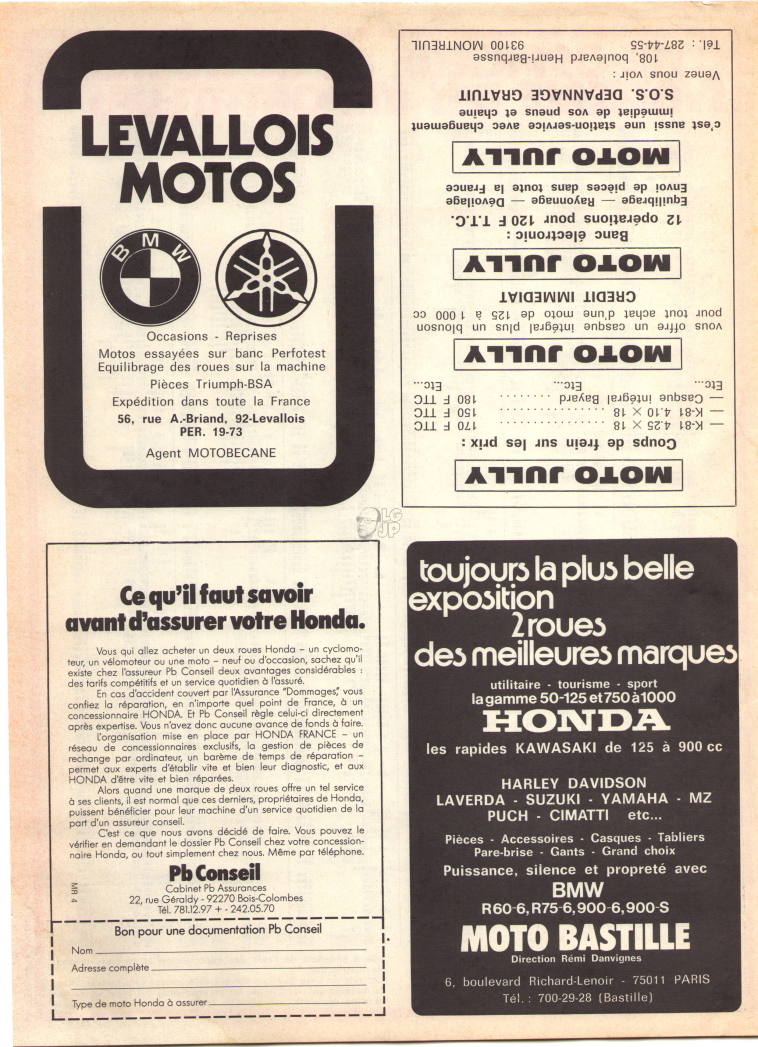 LEVALLOIS
MOTOS
BMW
Occasions - Reprises
Motos essayées sur banc Perfotest
Equilibrage des roues sur la machine
Pièces Triumph-BSA
Expédition dans toute la France
56, rue A.-Briand, 92-Levallois
PER. 19-73
Agent MOTOBECANE
MOTO JULLY
Coups de frein sur les prix :
— K-81 4.25 × 18 ................ 170 F TTC
— K-81 4.10 × 18 ................ 150 F TTC
— Casque intégral Bayard ........ 180 F TTC
Etc... Etc... Etc...
MOTO JULLY
vous offre un casque intégral plus un blouson
pour tout achat d'une moto de 125 à 1 000 cc
CREDIT IMMEDIAT
MOTO JULLY
Banc électronic :
12 opérations pour 120 F T.T.C.
Equilibrage — Rayonnage — Dévoilage
Envoi de pièces dans toute la France
MOTO JULLY
c'est aussi une station-service avec changement
immédiat de vos pneus et chaine
S.O.S. DEPANNAGE GRATUIT
Venez nous voir :
108, boulevard Henri-Barbusse
Tél. : 287-44-55 93100 MONTREUIL
LG
JP
Ce qu'il faut savoir
avant d'assurer votre Honda.
Vous qui allez acheter un deux roues Honda – un cyclomo-
teur, un vélomoteur ou une moto – neuf ou d'occasion, sachez qu'il
existe chez l'assureur Pb Conseil deux avantages considérables :
des tarifs compétitifs et un service quotidien à l'assuré.
En cas d'accident couvert par l'Assurance "Dommages", vous
confiez la réparation, en n'importe quel point de France, à un
concessionnaire HONDA. Et Pb Conseil règle celui-ci directement
après expertise. Vous n'avez donc aucune avance de fonds à faire.
L'organisation mise en place par HONDA FRANCE – un
réseau de concessionnaires exclusifs, la gestion de pièces de
rechange par ordinateur, un barème de temps de réparation –
permet aux experts d'établir vite et bien leur diagnostic, et aux
HONDA d'être vite et bien réparées.
Alors quand une marque de deux roues offre un tel service
à ses clients, il est normal que ces derniers, propriétaires de Honda,
puissent bénéficier pour leur machine d'un service quotidien de la
part d'un assureur conseil.
C'est ce que nous avons décidé de faire. Vous pouvez le
vérifier en demandant le dossier Pb Conseil chez votre concession-
naire Honda, ou tout simplement chez nous. Même par téléphone.
Pb Conseil
Cabinet Pb Assurances
22, rue Géraldy - 92270 Bois-Colombes
Tél. 781.12.97 + - 242.05.70
MR 4
Bon pour une documentation Pb Conseil
Nom
Adresse complète
Type de moto Honda à assurer
toujours la plus belle
exposition
2 roues
des meilleures marques
utilitaire - tourisme - sport
la gamme 50-125 et 750 à 1000
HONDA
les rapides KAWASAKI de 125 à 900 cc
HARLEY DAVIDSON
LAVERDA - SUZUKI - YAMAHA - MZ
PUCH - CIMATTI etc...
Pièces - Accessoires - Casques - Tabliers
Pare-brise - Gants - Grand choix
Puissance, silence et propreté avec
BMW
R60-6, R75-6, 900-6, 900-S
MOTO BASTILLE
Direction Rémi Danvignes
6, boulevard Richard-Lenoir - 75011 PARIS
Tél. : 700-29-28 (Bastille)